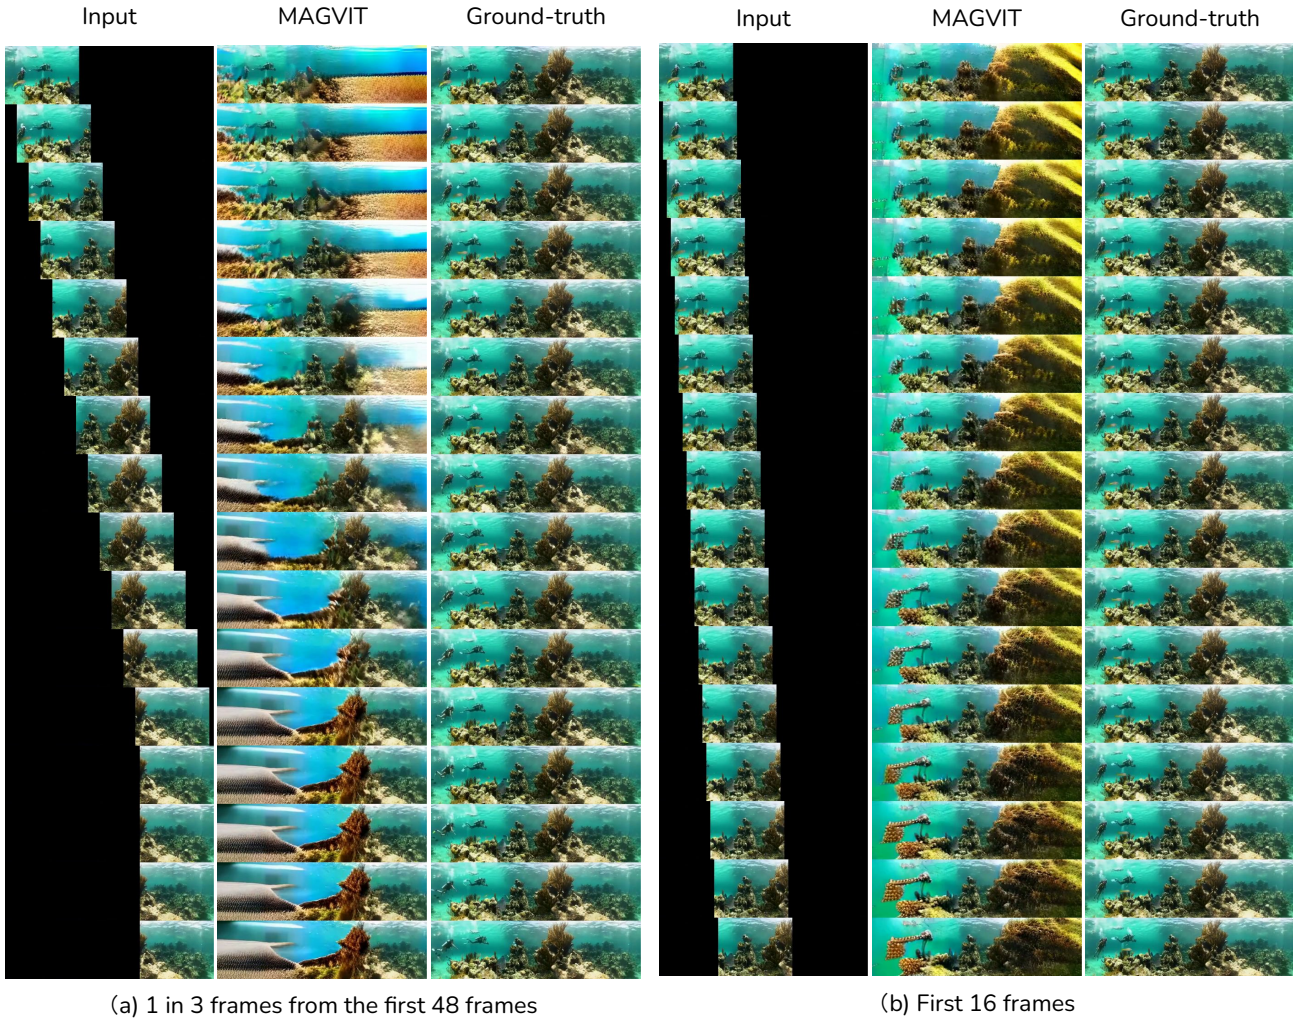 Input MAGVIT Ground-truth Input MAGVIT Ground-truth
(a) 1 in 3 frames from the first 48 frames
(b) First 16 frames